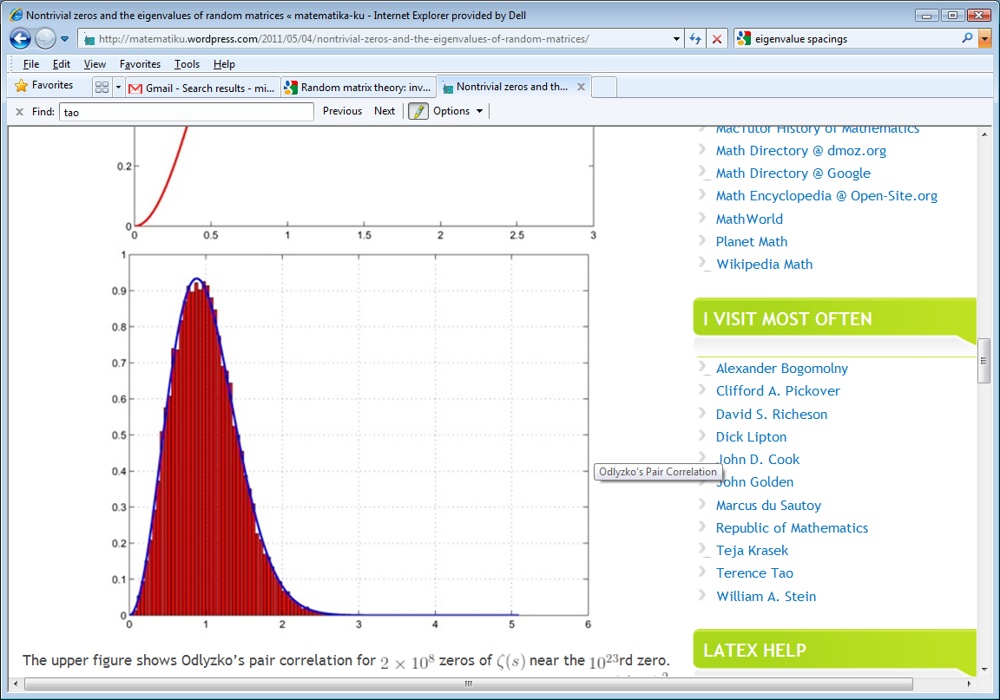 Nontrivial zeros and the eigenvalues of random matrices « matematika-ku - Internet Explorer provided by Dell
http://matematiku.wordpress.com/2011/05/04/nontrivial-zeros-and-the-eigenvalues-of-random-matrices/
eigenvalue spacings
File Edit View Favorites Tools Help
Favorites
Gmail - Search results - mi...
Random matrix theory: inv...
Nontrivial zeros and th...
Find: tao Previous Next Options
0.2
0
0 0.5 1 1.5 2 2.5 3
1
0.9
0.8
0.7
0.6
0.5
0.4
0.3
0.2
0.1
0
0 1 2 3 4 5 6
Odlyzko's Pair Correlation
The upper figure shows Odlyzko's pair correlation for 2 × 10⁸ zeros of ζ(s) near the 10²³rd zero.
MacTutor History of Mathematics
Math Directory @ dmoz.org
Math Directory @ Google
Math Encyclopedia @ Open-Site.org
MathWorld
Planet Math
Wikipedia Math
I VISIT MOST OFTEN
Alexander Bogomolny
Clifford A. Pickover
David S. Richeson
Dick Lipton
John D. Cook
John Golden
Marcus du Sautoy
Republic of Mathematics
Teja Krasek
Terence Tao
William A. Stein
LATEX HELP